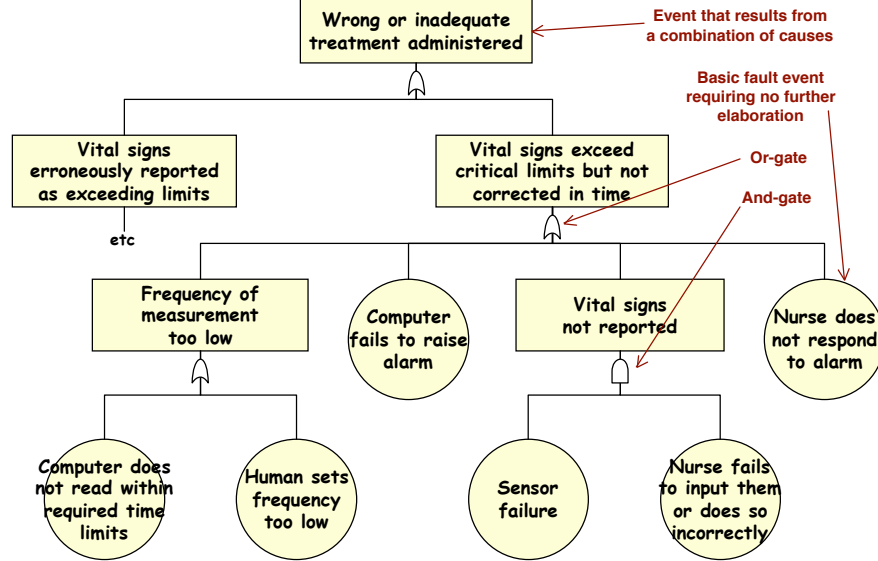 Wrong or inadequate
treatment administered
Event that results from
a combination of causes
Basic fault event
requiring no further
elaboration
Vital signs
erroneously reported
as exceeding limits
Vital signs exceed
critical limits but not
corrected in time
Or-gate
And-gate
etc
Frequency of
measurement
too low
Computer
fails to raise
alarm
Vital signs
not reported
Nurse does
not respond
to alarm
Computer does
not read within
required time
limits
Human sets
frequency
too low
Sensor
failure
Nurse fails
to input them
or does so
incorrectly